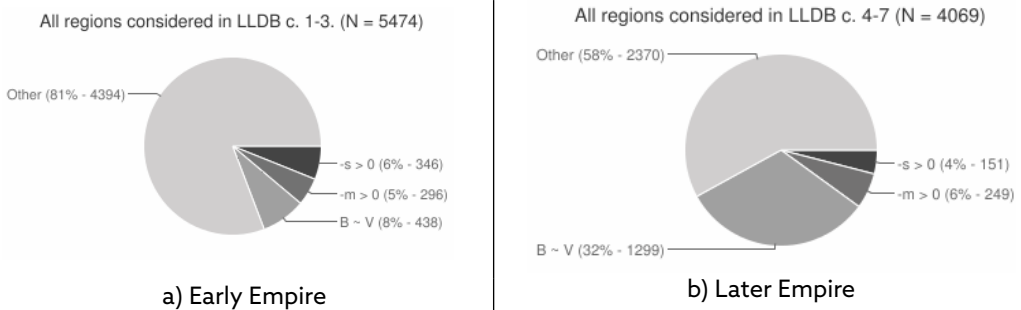 All regions considered in LLDB c. 1-3. (N = 5474)
Other (81% - 4394)
-s > 0 (6% - 346)
-m > 0 (5% - 296)
B ~ V (8% - 438)
a) Early Empire
All regions considered in LLDB c. 4-7 (N = 4069)
Other (58% - 2370)
-s > 0 (4% - 151)
-m > 0 (6% - 249)
B ~ V (32% - 1299)
b) Later Empire